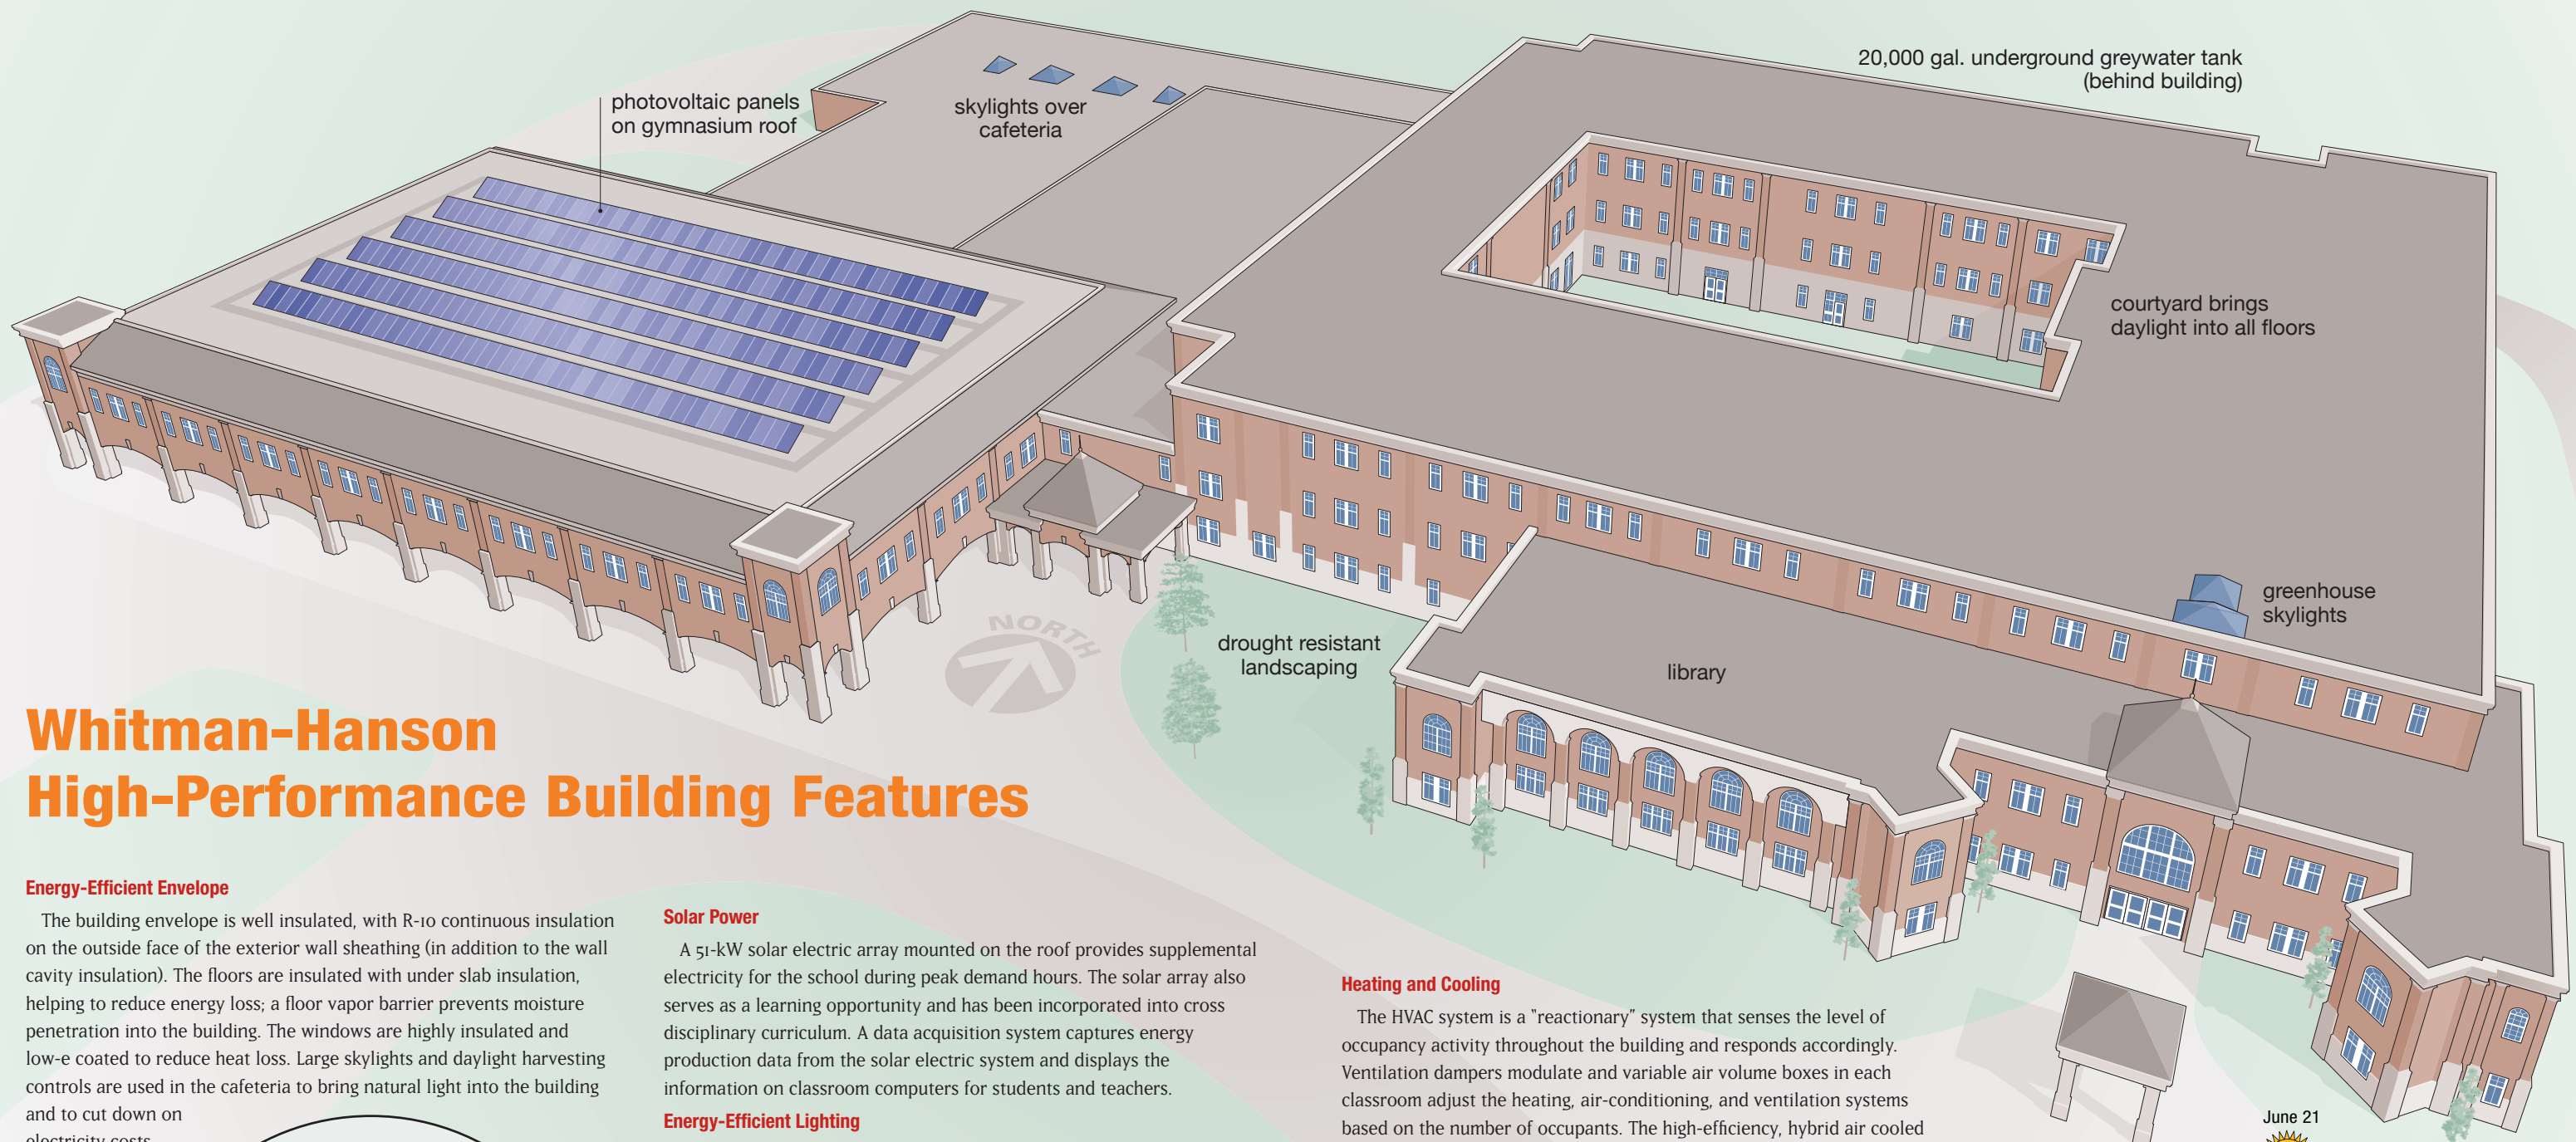 20,000 gal. underground greywater tank
(behind building)
photovoltaic panels
on gymnasium roof
skylights over
cafeteria
courtyard brings
daylight into all floors
greenhouse
skylights
drought resistant
landscaping
library
NORTH
Whitman-Hanson
High-Performance Building Features
Energy-Efficient Envelope
The building envelope is well insulated, with R-10 continuous insulation
on the outside face of the exterior wall sheathing (in addition to the wall
cavity insulation). The floors are insulated with under slab insulation,
helping to reduce energy loss; a floor vapor barrier prevents moisture
penetration into the building. The windows are highly insulated and
low-e coated to reduce heat loss. Large skylights and daylight harvesting
controls are used in the cafeteria to bring natural light into the building
and to cut down on
electricity costs
Solar Power
A 51-kW solar electric array mounted on the roof provides supplemental
electricity for the school during peak demand hours. The solar array also
serves as a learning opportunity and has been incorporated into cross
disciplinary curriculum. A data acquisition system captures energy
production data from the solar electric system and displays the
information on classroom computers for students and teachers.
Energy-Efficient Lighting
Heating and Cooling
The HVAC system is a "reactionary" system that senses the level of
occupancy activity throughout the building and responds accordingly.
Ventilation dampers modulate and variable air volume boxes in each
classroom adjust the heating, air-conditioning, and ventilation systems
based on the number of occupants. The high-efficiency, hybrid air cooled
June 21